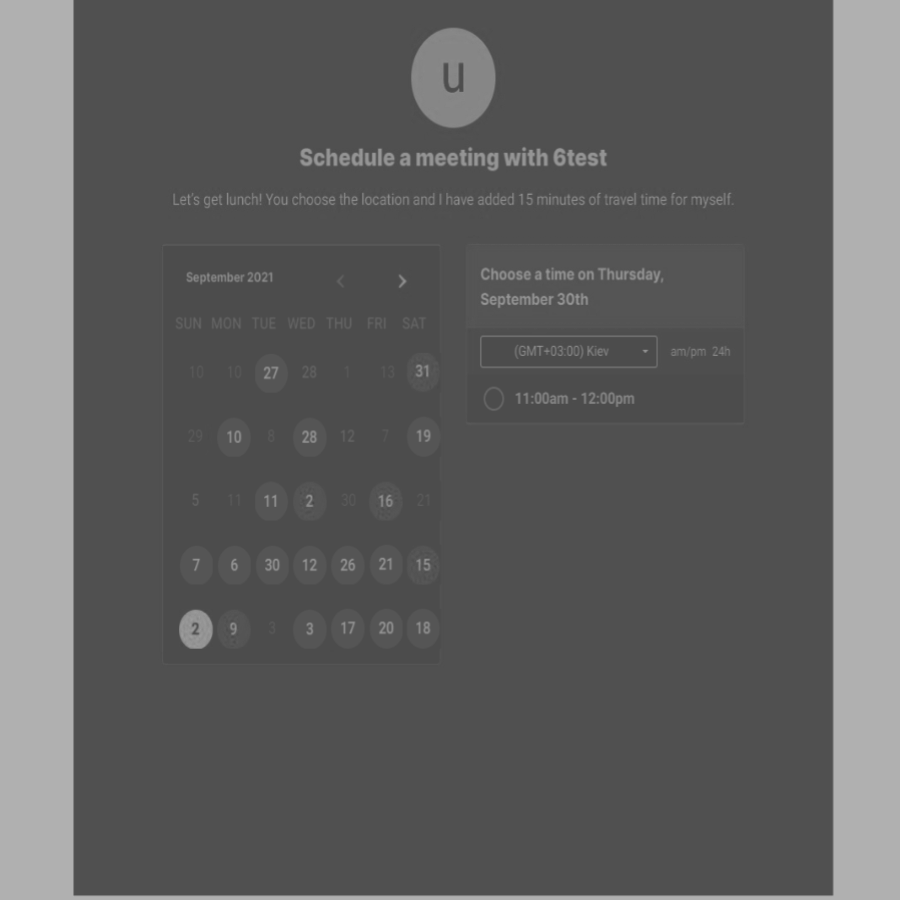 u
Schedule a meeting with 6test
Let's get lunch! You choose the location and I have added 15 minutes of travel time for myself.
September 2021
SUN MON TUE WED THU FRI SAT
10 10 27 28 1 13 31
29 10 8 28 12 7 19
5 11 11 2 30 16 21
7 6 30 12 26 21 15
2 9 3 3 17 20 18
Choose a time on Thursday,
September 30th
(GMT+03:00) Kiev am/pm 24h
11:00am - 12:00pm